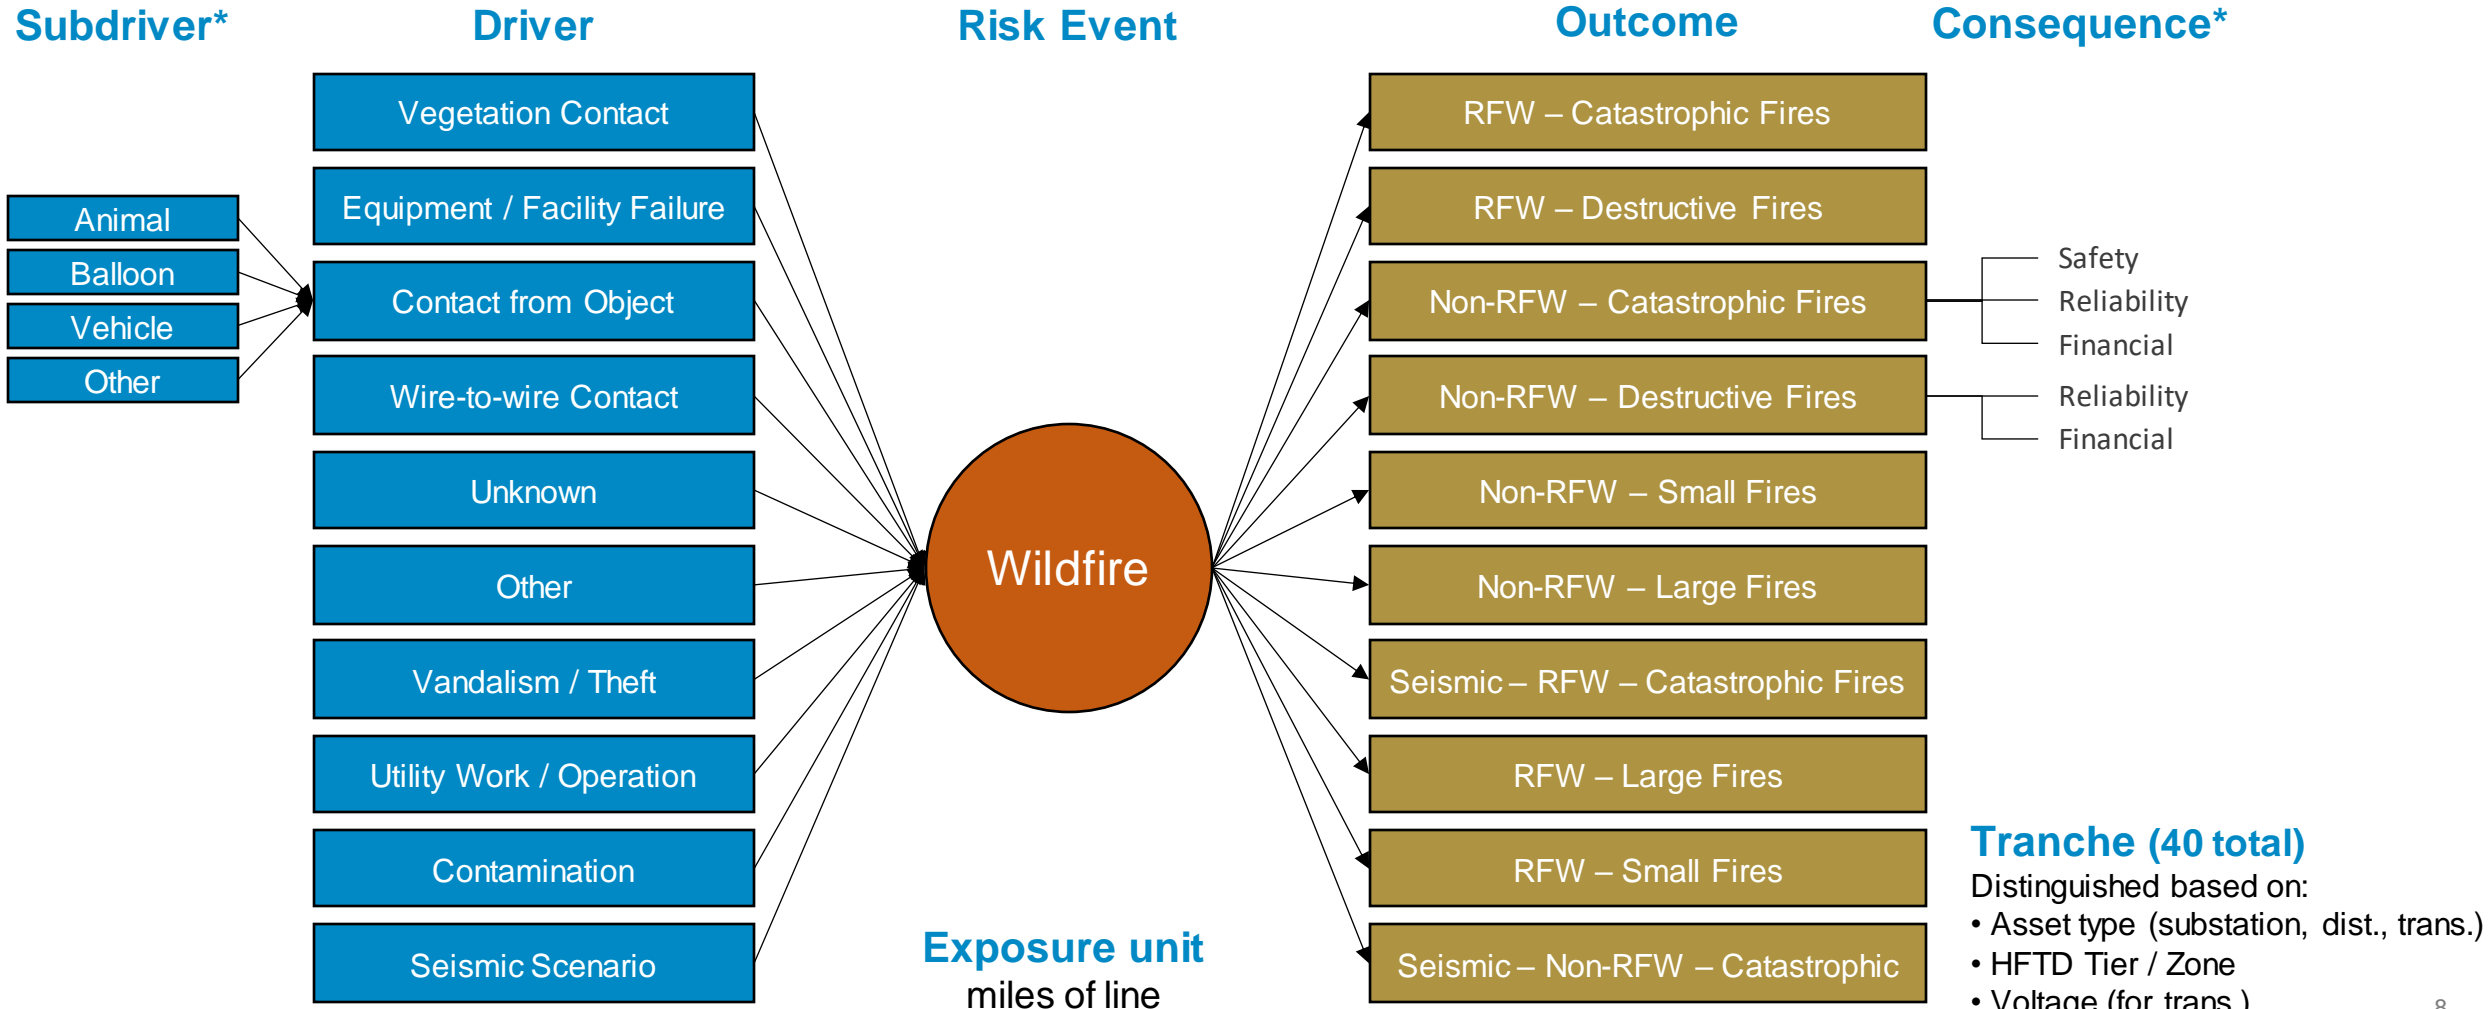 Subdriver*
Driver
Risk Event
Outcome
Consequence*
Animal
Balloon
Vehicle
Other
Vegetation Contact
Equipment / Facility Failure
Contact from Object
Wire-to-wire Contact
Unknown
Other
Vandalism / Theft
Utility Work / Operation
Contamination
Seismic Scenario
Wildfire
Exposure unit
miles of line
RFW – Catastrophic Fires
RFW – Destructive Fires
Non-RFW – Catastrophic Fires
Non-RFW – Destructive Fires
Non-RFW – Small Fires
Non-RFW – Large Fires
Seismic – RFW – Catastrophic Fires
RFW – Large Fires
RFW – Small Fires
Seismic – Non-RFW – Catastrophic
Safety
Reliability
Financial
Reliability
Financial
Tranche (40 total)
Distinguished based on:
• Asset type (substation, dist., trans.)
• HFTD Tier / Zone
• Voltage (for trans.)
8